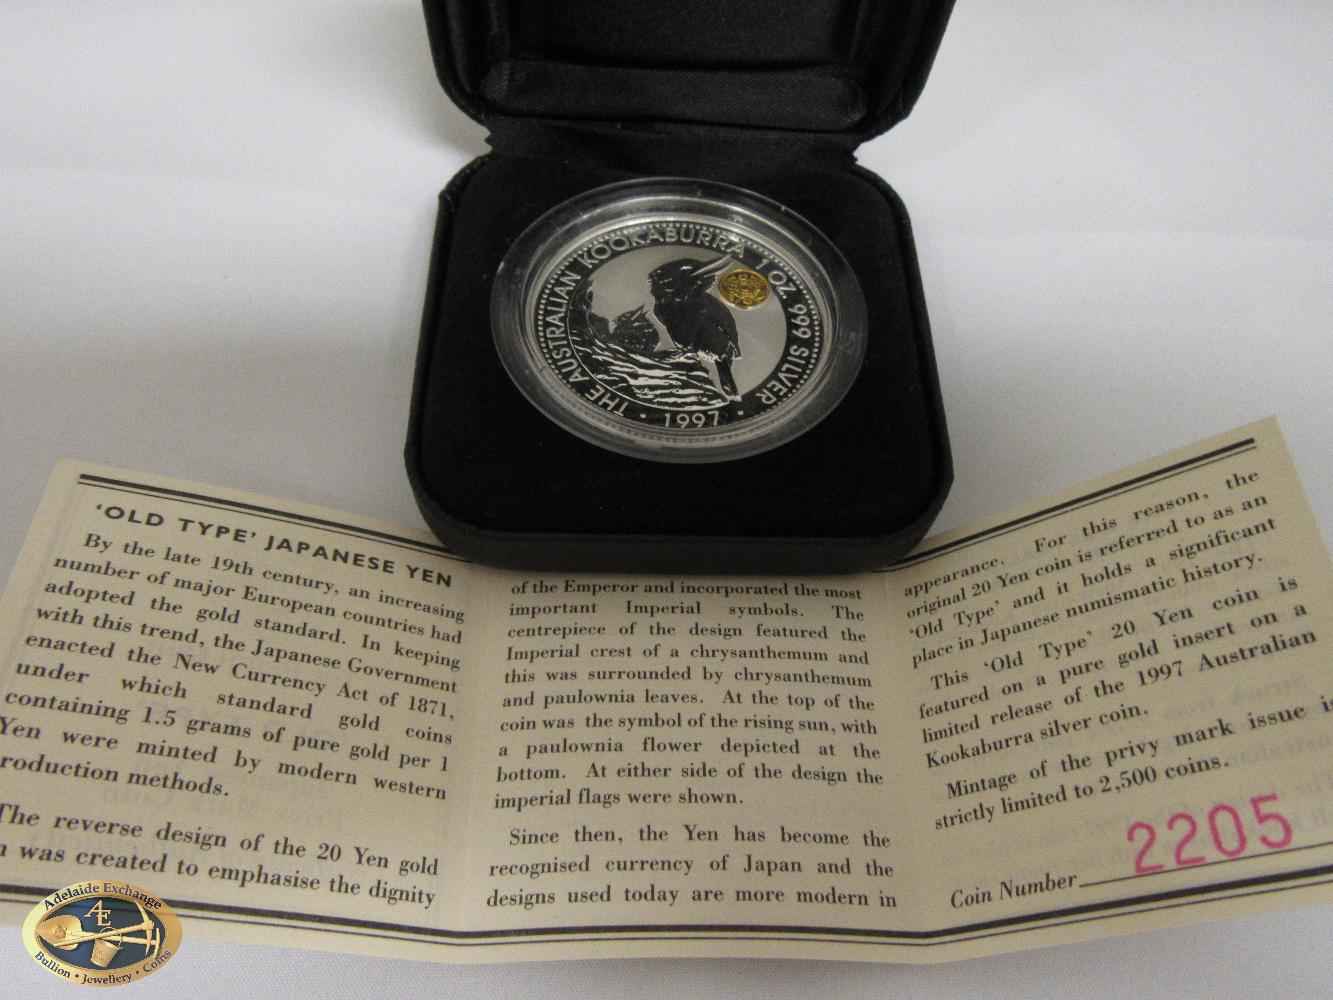 THE AUSTRALIAN KOOKABURRA 1 OZ. 999 SILVER
· 1997 ·
'OLD TYPE' JAPANESE YEN
By the late 19th century, an increasing
number of major European countries had
adopted the gold standard. In keeping
with this trend, the Japanese Government
enacted the New Currency Act of 1871,
under which standard gold coins
containing 1.5 grams of pure gold per 1
Yen were minted by modern western
roduction methods.
The reverse design of the 20 Yen gold
n was created to emphasise the dignity
of the Emperor and incorporated the most
important Imperial symbols. The
centrepiece of the design featured the
Imperial crest of a chrysanthemum and
this was surrounded by chrysanthemum
and paulownia leaves. At the top of the
coin was the symbol of the rising sun, with
a paulownia flower depicted at the
bottom. At either side of the design the
imperial flags were shown.
Since then, the Yen has become the
recognised currency of Japan and the
designs used today are more modern in
appearance. For this reason, the
original 20 Yen coin is referred to as an
'Old Type' and it holds a significant
place in Japanese numismatic history.
This 'Old Type' 20 Yen coin is
featured on a pure gold insert on a
limited release of the 1997 Australian
Kookaburra silver coin.
Mintage of the privy mark issue is
strictly limited to 2,500 coins.
Coin Number 2205
Adelaide Exchange
AE
Bullion · Jewellery · Coins